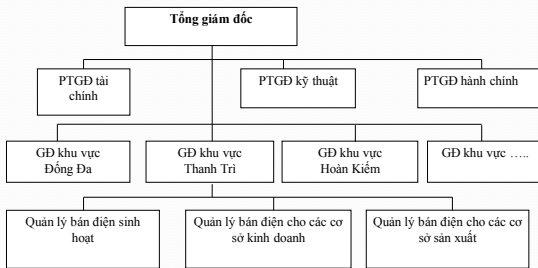 Tổng giám đốc
PTGĐ tài
chính
PTGĐ kỹ thuật
PTGĐ hành chính
GĐ khu vực
Đống Đa
GĐ khu vực
Thanh Trì
GĐ khu vực
Hoàn Kiếm
GĐ khu vực …..
Quản lý bán điện sinh
hoạt
Quản lý bán điện cho các cơ
sở kinh doanh
Quản lý bán điện cho các cơ
sở sản xuất